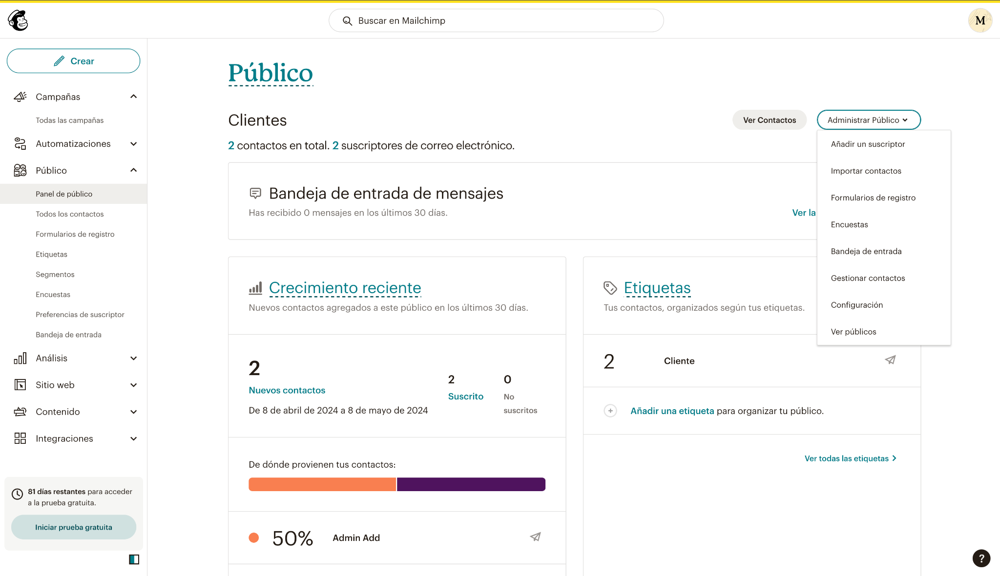 Buscar en Mailchimp
M
Crear
Campañas
Todas las campañas
Automatizaciones
Público
Panel de público
Todos los contactos
Formularios de registro
Etiquetas
Segmentos
Encuestas
Preferencias de suscriptor
Bandeja de entrada
Análisis
Sitio web
Contenido
Integraciones
81 días restantes para acceder
a la prueba gratuita.
Iniciar prueba gratuita
Público
Clientes
Ver Contactos
Administrar Público
2 contactos en total. 2 suscriptores de correo electrónico.
Añadir un suscriptor
Importar contactos
Formularios de registro
Encuestas
Bandeja de entrada
Gestionar contactos
Configuración
Ver públicos
Bandeja de entrada de mensajes
Has recibido 0 mensajes en los últimos 30 días.
Ver la
Crecimiento reciente
Nuevos contactos agregados a este público en los últimos 30 días.
2
Nuevos contactos
De 8 de abril de 2024 a 8 de mayo de 2024
2
Suscrito
0
No
suscritos
De dónde provienen tus contactos:
50%
Admin Add
Etiquetas
Tus contactos, organizados según tus etiquetas.
2
Cliente
Añadir una etiqueta para organizar tu público.
Ver todas las etiquetas
?